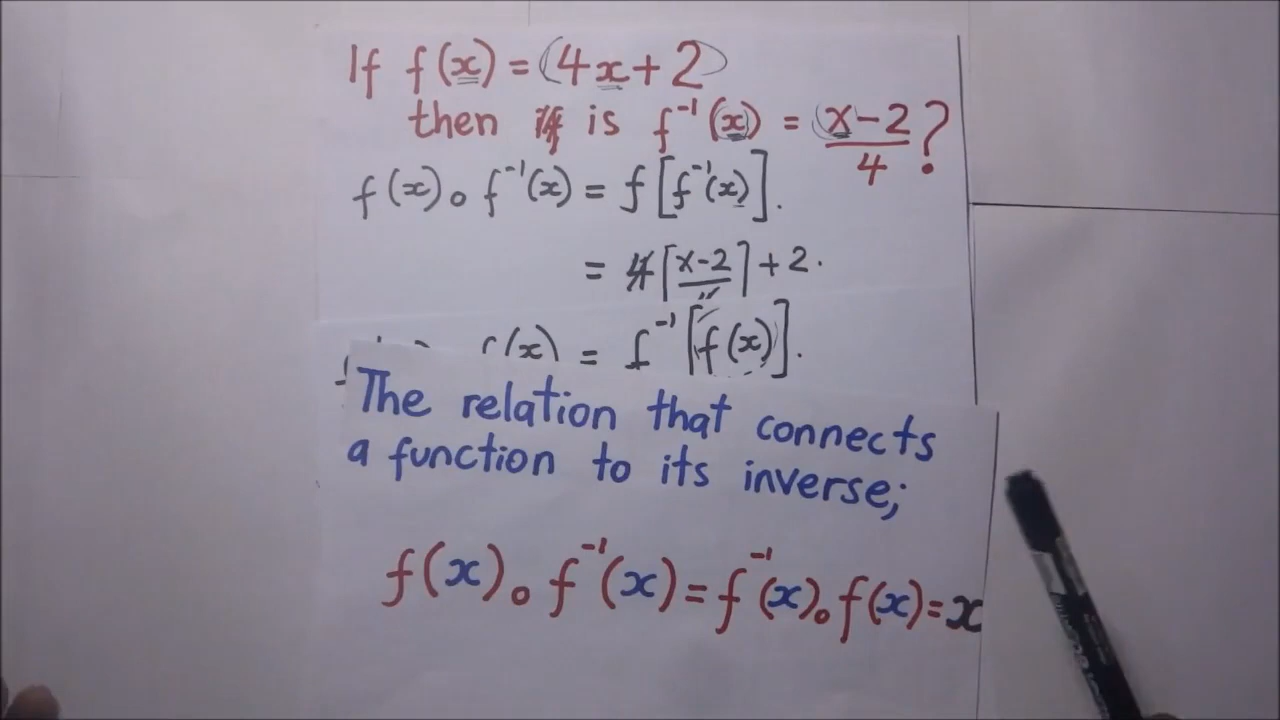 If f(x) = (4x+2)
then is f⁻¹(x) = (x-2)/4 ?
f(x)∘f⁻¹(x) = f[f⁻¹(x)].
= 4[x-2/4]+2.
(x) = f⁻¹[f(x)].
The relation that connects
a function to its inverse;
f(x)∘f⁻¹(x)=f⁻¹(x)∘f(x)=x